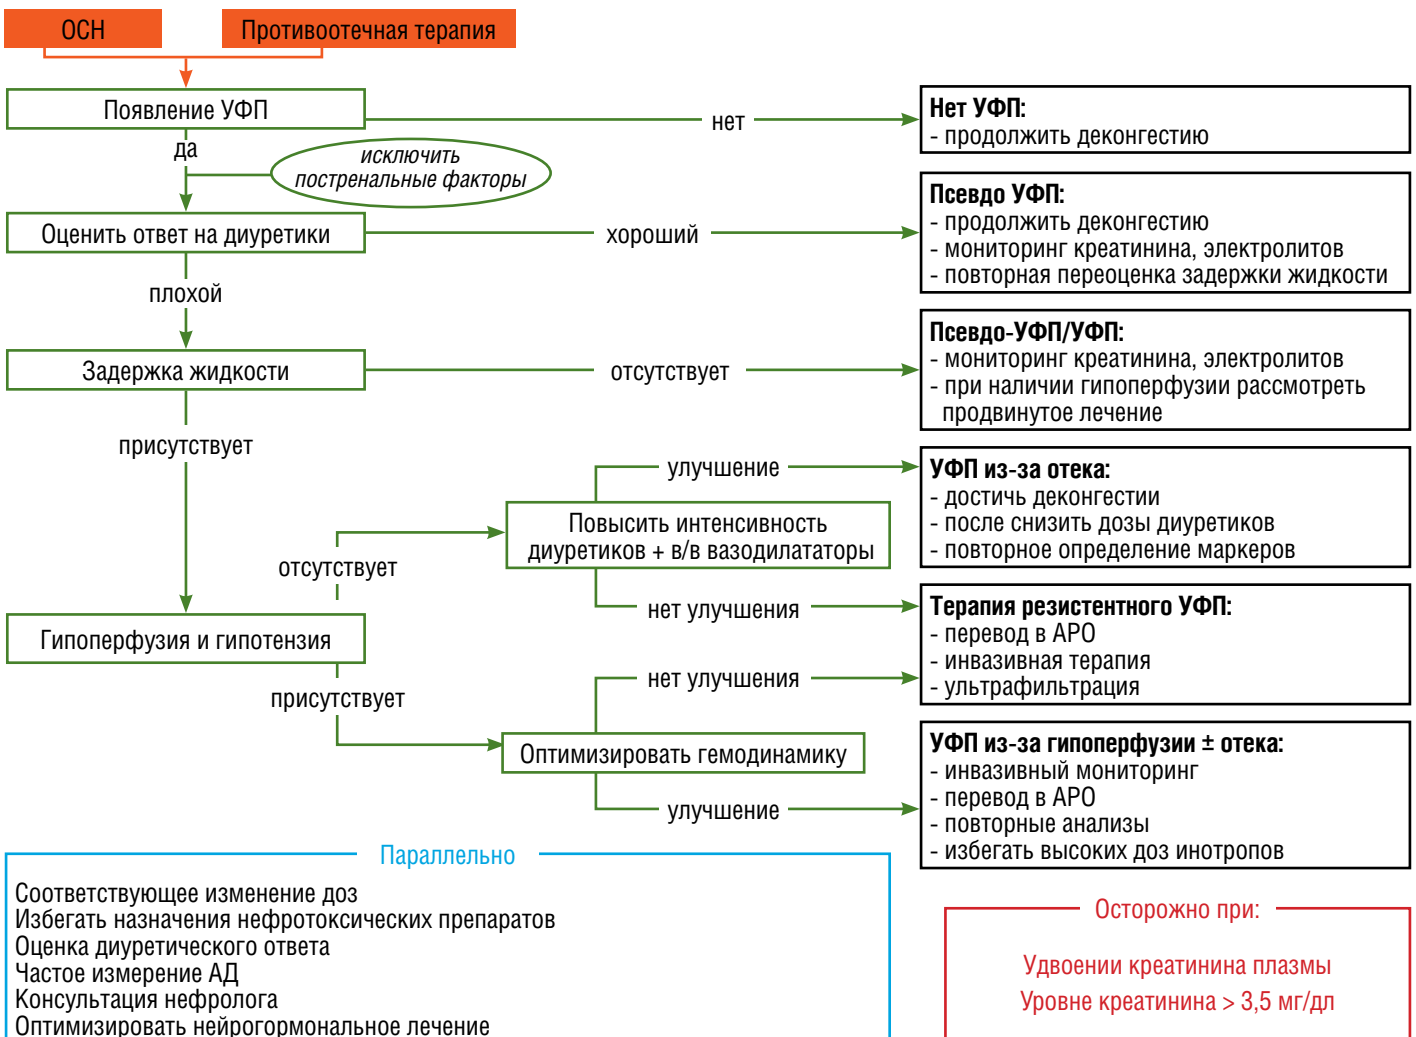 ОСН
Противоотечная терапия
Появление УФП
нет
Нет УФП:
- продолжить деконгестию
да
исключить
постренальные факторы
Оценить ответ на диуретики
хороший
Псевдо УФП:
- продолжить деконгестию
- мониторинг креатинина, электролитов
- повторная переоценка задержки жидкости
плохой
Задержка жидкости
отсутствует
Псевдо-УФП/УФП:
- мониторинг креатинина, электролитов
- при наличии гипоперфузии рассмотреть
продвинутое лечение
присутствует
Гипоперфузия и гипотензия
отсутствует
Повысить интенсивность
диуретиков + в/в вазодилататоры
улучшение
УФП из-за отека:
- достичь деконгестии
- после снизить дозы диуретиков
- повторное определение маркеров
нет улучшения
Терапия резистентного УФП:
- перевод в АРО
- инвазивная терапия
- ультрафильтрация
присутствует
Оптимизировать гемодинамику
нет улучшения
улучшение
УФП из-за гипоперфузии ± отека:
- инвазивный мониторинг
- перевод в АРО
- повторные анализы
- избегать высоких доз инотропов
Параллельно
Соответствующее изменение доз
Избегать назначения нефротоксических препаратов
Оценка диуретического ответа
Частое измерение АД
Консультация нефролога
Оптимизировать нейрогормональное лечение
Осторожно при:
Удвоении креатинина плазмы
Уровне креатинина > 3,5 мг/дл